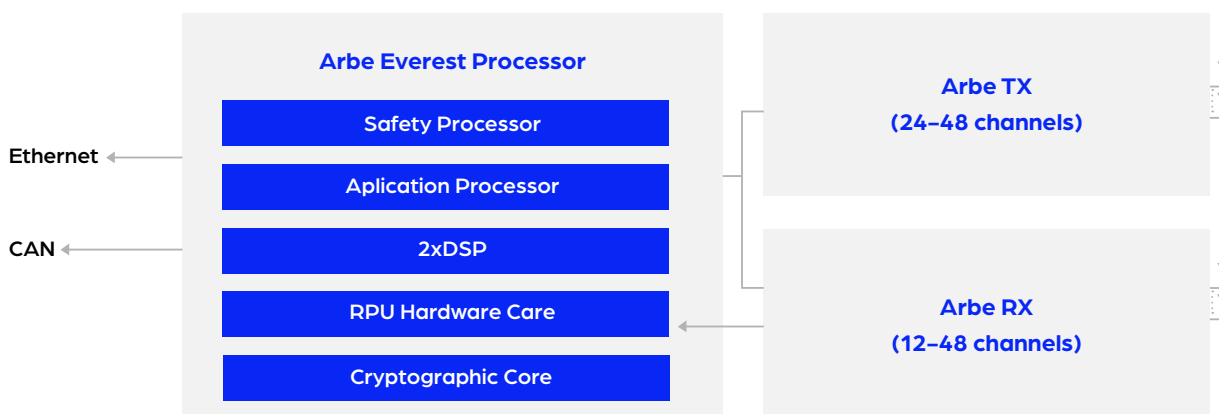 Arbe Everest Processor
Safety Processor
Aplication Processor
2xDSP
RPU Hardware Care
Cryptographic Core
Ethernet
CAN
Arbe TX
(24-48 channels)
Arbe RX
(12-48 channels)